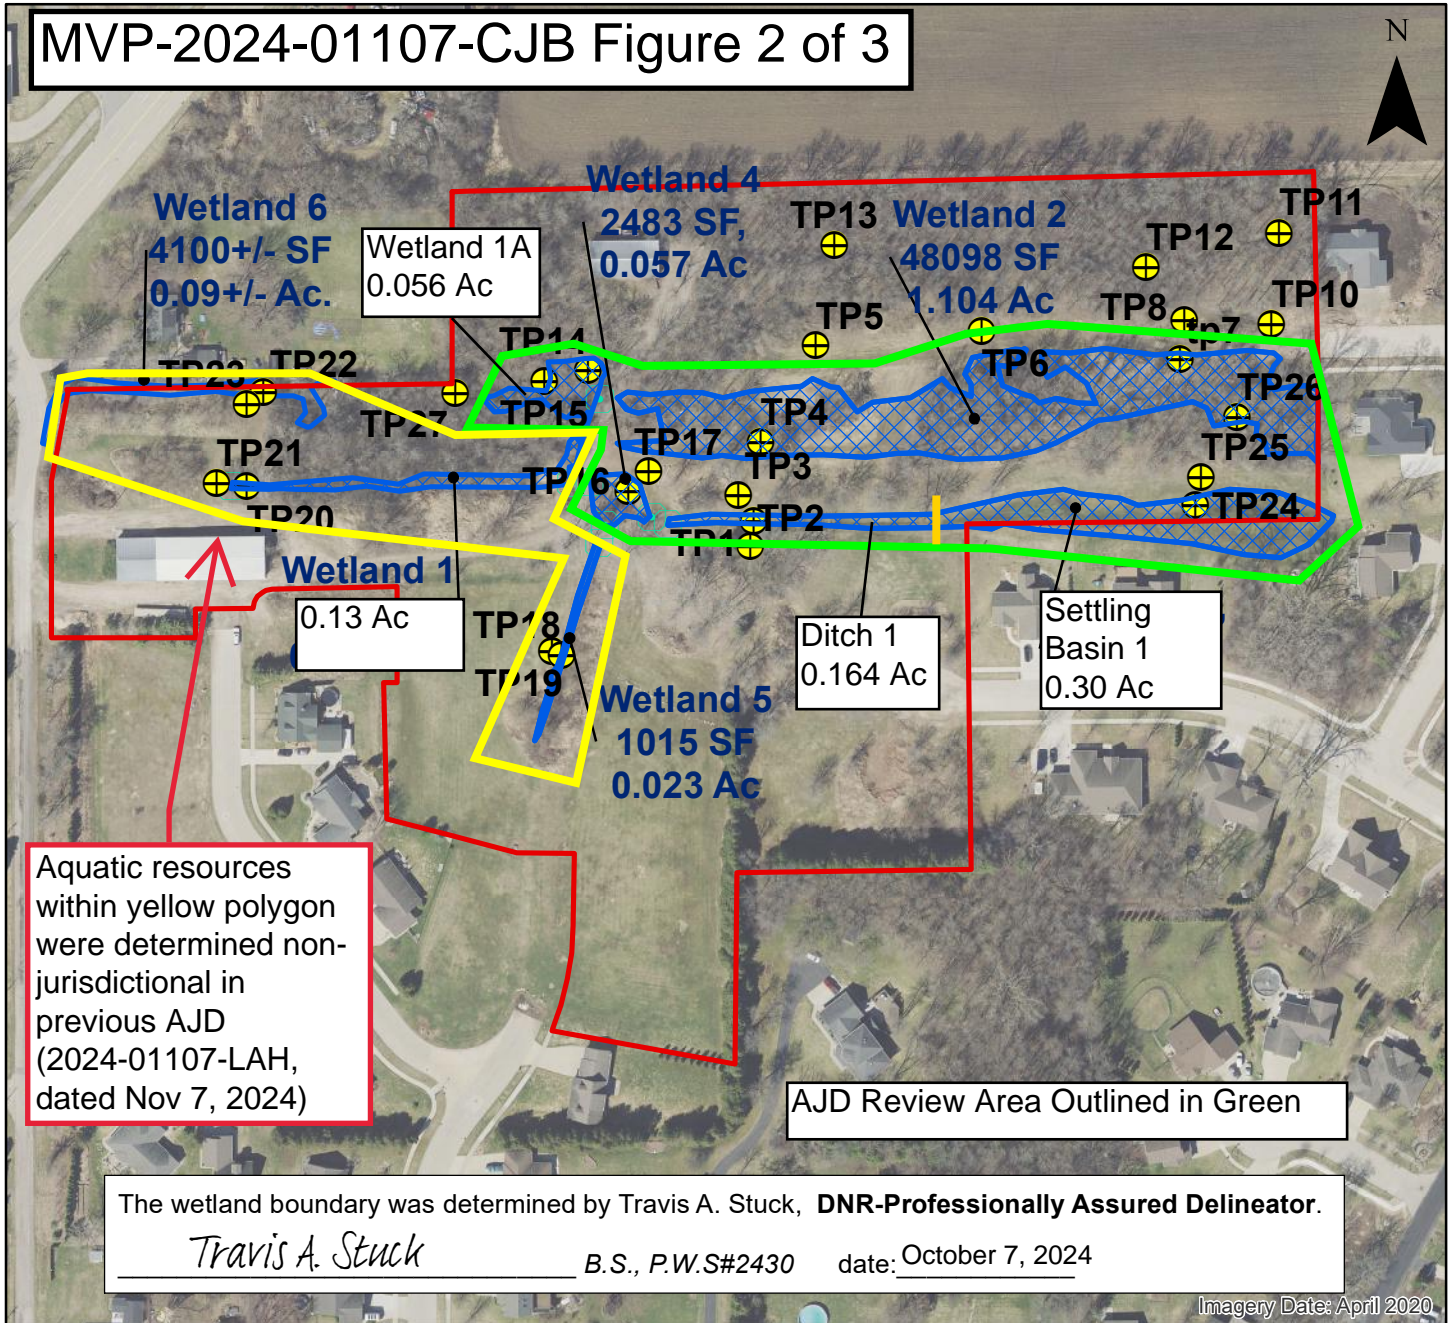 MVP-2024-01107-CJB Figure 2 of 3
N
Wetland 6
4100+/- SF
0.09+/- Ac.
Wetland 1A
0.056 Ac
Wetland 4
2483 SF,
0.057 Ac
TP13
Wetland 2
48098 SF
1.104 Ac
TP12
TP11
TP5
TP8
TP10
tp7
TP14
TP6
TP23
TP22
TP27
TP15
TP4
TP26
TP21
TP17
TP3
TP25
TP16
TP20
TP2
TP24
TP1
Wetland 1
0.13 Ac
TP18
TP19
Ditch 1
0.164 Ac
Settling
Basin 1
0.30 Ac
Wetland 5
1015 SF
0.023 Ac
Aquatic resources
within yellow polygon
were determined non-
jurisdictional in
previous AJD
(2024-01107-LAH,
dated Nov 7, 2024)
AJD Review Area Outlined in Green
The wetland boundary was determined by Travis A. Stuck, DNR-Professionally Assured Delineator.
Travis A. Stuck B.S., P.W.S#2430 date: October 7, 2024
Imagery Date: April 2020